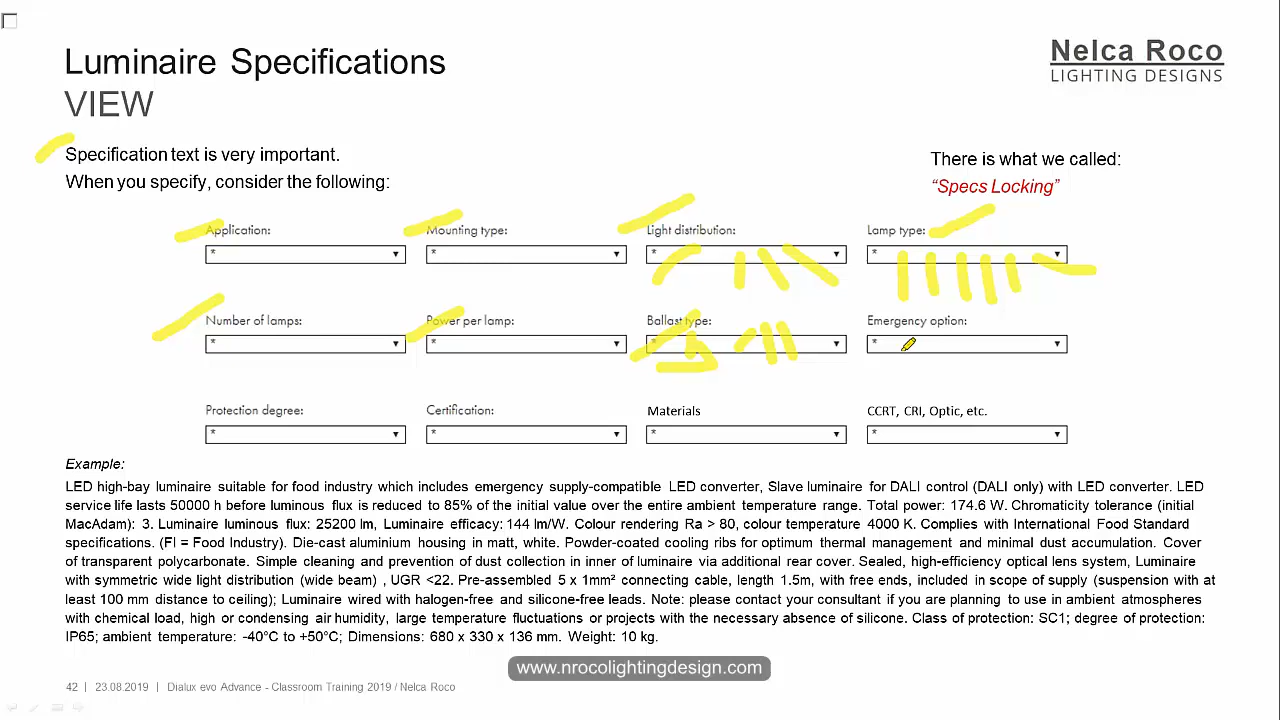 Luminaire Specifications
VIEW
Nelca Roco
LIGHTING DESIGNS
Specification text is very important.
When you specify, consider the following:
There is what we called:
“Specs Locking”
Application: Mounting type: Light distribution: Lamp type:
* * * *
Number of lamps: Power per lamp: Ballast type: Emergency option:
* * * *
Protection degree: Certification: Materials CCRT, CRI, Optic, etc.
* * * *
Example:
LED high-bay luminaire suitable for food industry which includes emergency supply-compatible LED converter, Slave luminaire for DALI control (DALI only) with LED converter. LED
service life lasts 50000 h before luminous flux is reduced to 85% of the initial value over the entire ambient temperature range. Total power: 174.6 W. Chromaticity tolerance (initial
MacAdam): 3. Luminaire luminous flux: 25200 lm, Luminaire efficacy: 144 lm/W. Colour rendering Ra > 80, colour temperature 4000 K. Complies with International Food Standard
specifications. (FI = Food Industry). Die-cast aluminium housing in matt, white. Powder-coated cooling ribs for optimum thermal management and minimal dust accumulation. Cover
of transparent polycarbonate. Simple cleaning and prevention of dust collection in inner of luminaire via additional rear cover. Sealed, high-efficiency optical lens system, Luminaire
with symmetric wide light distribution (wide beam) , UGR <22. Pre-assembled 5 x 1mm² connecting cable, length 1.5m, with free ends, included in scope of supply (suspension with at
least 100 mm distance to ceiling); Luminaire wired with halogen-free and silicone-free leads. Note: please contact your consultant if you are planning to use in ambient atmospheres
with chemical load, high or condensing air humidity, large temperature fluctuations or projects with the necessary absence of silicone. Class of protection: SC1; degree of protection:
IP65; ambient temperature: -40°C to +50°C; Dimensions: 680 x 330 x 136 mm. Weight: 10 kg.
www.nrocolightingdesign.com
42 | 23.08.2019 | Dialux evo Advance - Classroom Training 2019 / Nelca Roco